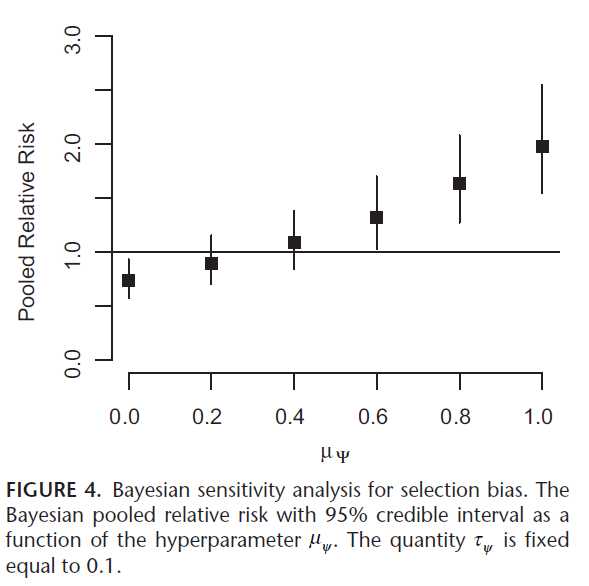 3.0
2.0
1.0
0.0
Pooled Relative Risk
0.0 0.2 0.4 0.6 0.8 1.0
μΨ
FIGURE 4. Bayesian sensitivity analysis for selection bias. The
Bayesian pooled relative risk with 95% credible interval as a
function of the hyperparameter μψ. The quantity τψ is fixed
equal to 0.1.